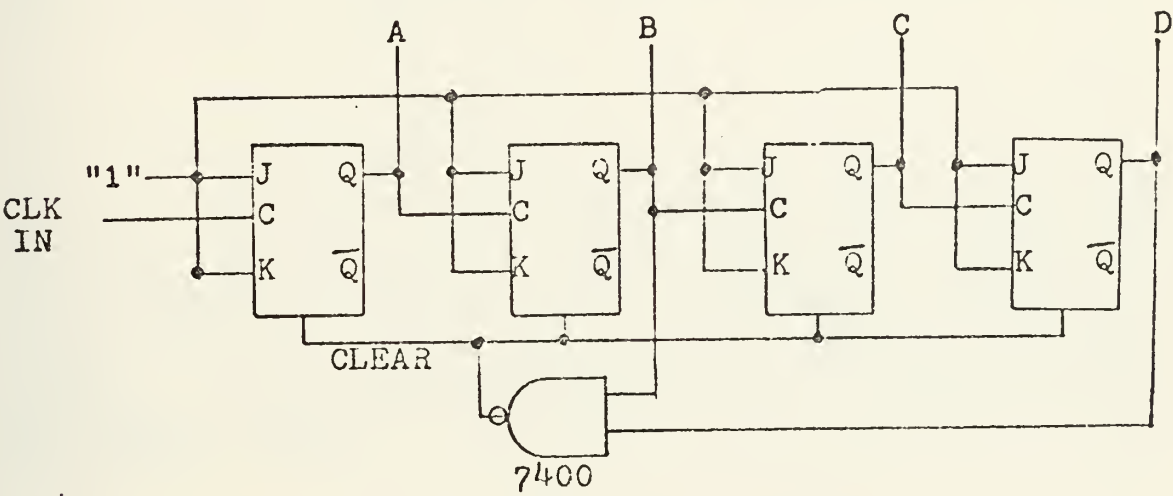 A B C D
"1"
CLK
IN
J Q
C
K Q̅
J Q
C
K Q̅
J Q
C
K Q̅
J Q
C
K Q̅
CLEAR
7400